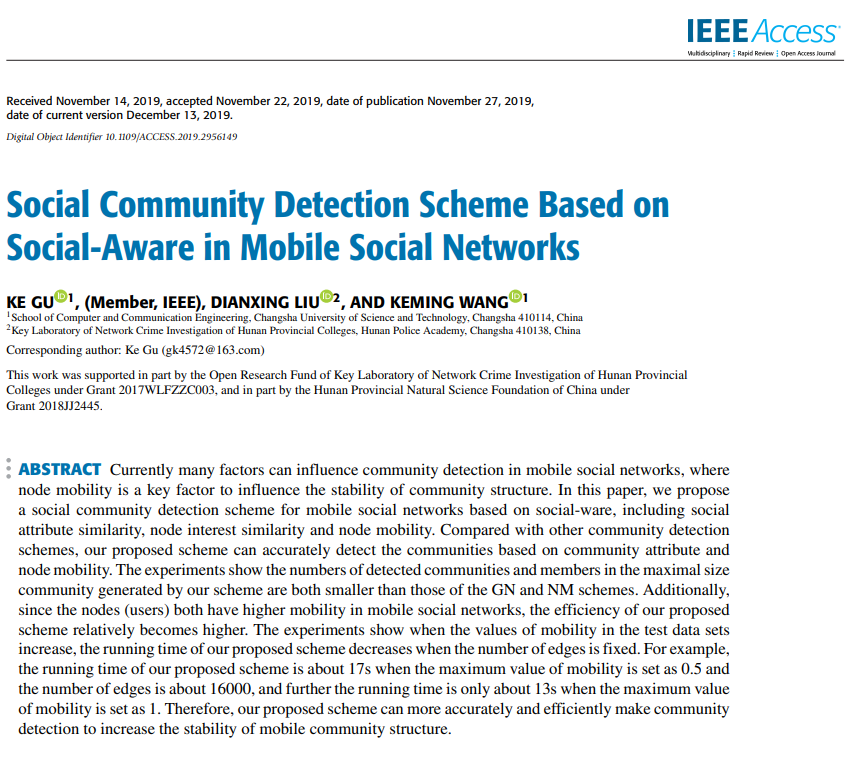 IEEE Access
Multidisciplinary | Rapid Review | Open Access Journal
Received November 14, 2019, accepted November 22, 2019, date of publication November 27, 2019,
date of current version December 13, 2019.
Digital Object Identifier 10.1109/ACCESS.2019.2956149
Social Community Detection Scheme Based on
Social-Aware in Mobile Social Networks
KE GU iD 1, (Member, IEEE), DIANXING LIU iD 2, AND KEMING WANG iD 1
1School of Computer and Communication Engineering, Changsha University of Science and Technology, Changsha 410114, China
2Key Laboratory of Network Crime Investigation of Hunan Provincial Colleges, Hunan Police Academy, Changsha 410138, China
Corresponding author: Ke Gu (gk4572@163.com)
This work was supported in part by the Open Research Fund of Key Laboratory of Network Crime Investigation of Hunan Provincial
Colleges under Grant 2017WLFZZC003, and in part by the Hunan Provincial Natural Science Foundation of China under
Grant 2018JJ2445.
ABSTRACT Currently many factors can influence community detection in mobile social networks, where
node mobility is a key factor to influence the stability of community structure. In this paper, we propose
a social community detection scheme for mobile social networks based on social-ware, including social
attribute similarity, node interest similarity and node mobility. Compared with other community detection
schemes, our proposed scheme can accurately detect the communities based on community attribute and
node mobility. The experiments show the numbers of detected communities and members in the maximal size
community generated by our scheme are both smaller than those of the GN and NM schemes. Additionally,
since the nodes (users) both have higher mobility in mobile social networks, the efficiency of our proposed
scheme relatively becomes higher. The experiments show when the values of mobility in the test data sets
increase, the running time of our proposed scheme decreases when the number of edges is fixed. For example,
the running time of our proposed scheme is about 17s when the maximum value of mobility is set as 0.5 and
the number of edges is about 16000, and further the running time is only about 13s when the maximum value
of mobility is set as 1. Therefore, our proposed scheme can more accurately and efficiently make community
detection to increase the stability of mobile community structure.